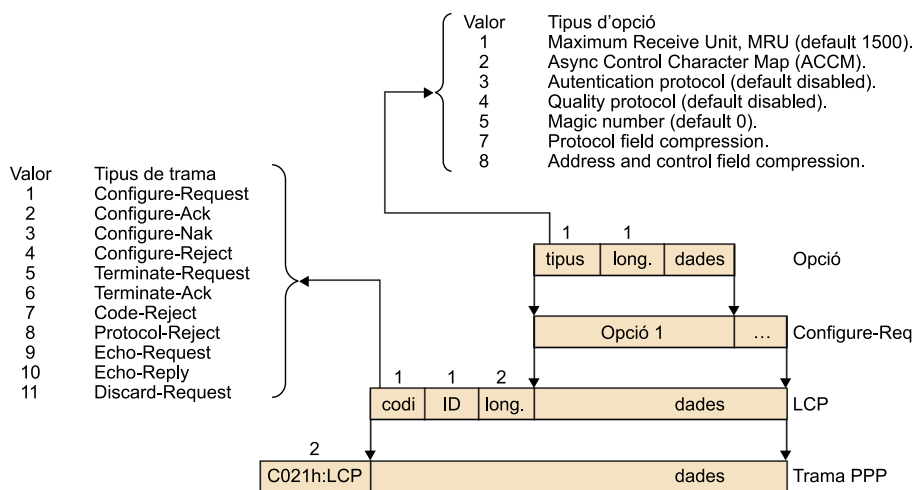 Valor Tipus d’opció
1 Maximum Receive Unit, MRU (default 1500).
2 Async Control Character Map (ACCM).
3 Autentication protocol (default disabled).
4 Quality protocol (default disabled).
5 Magic number (default 0).
7 Protocol field compression.
8 Address and control field compression.
Valor Tipus de trama
1 Configure-Request
2 Configure-Ack
3 Configure-Nak
4 Configure-Reject
5 Terminate-Request
6 Terminate-Ack
7 Code-Reject
8 Protocol-Reject
9 Echo-Request
10 Echo-Reply
11 Discard-Request
1 1
tipus long. dades Opció
Opció 1 ... Configure-Req
1 1 2
codi ID long. dades LCP
2
C021h:LCP dades Trama PPP